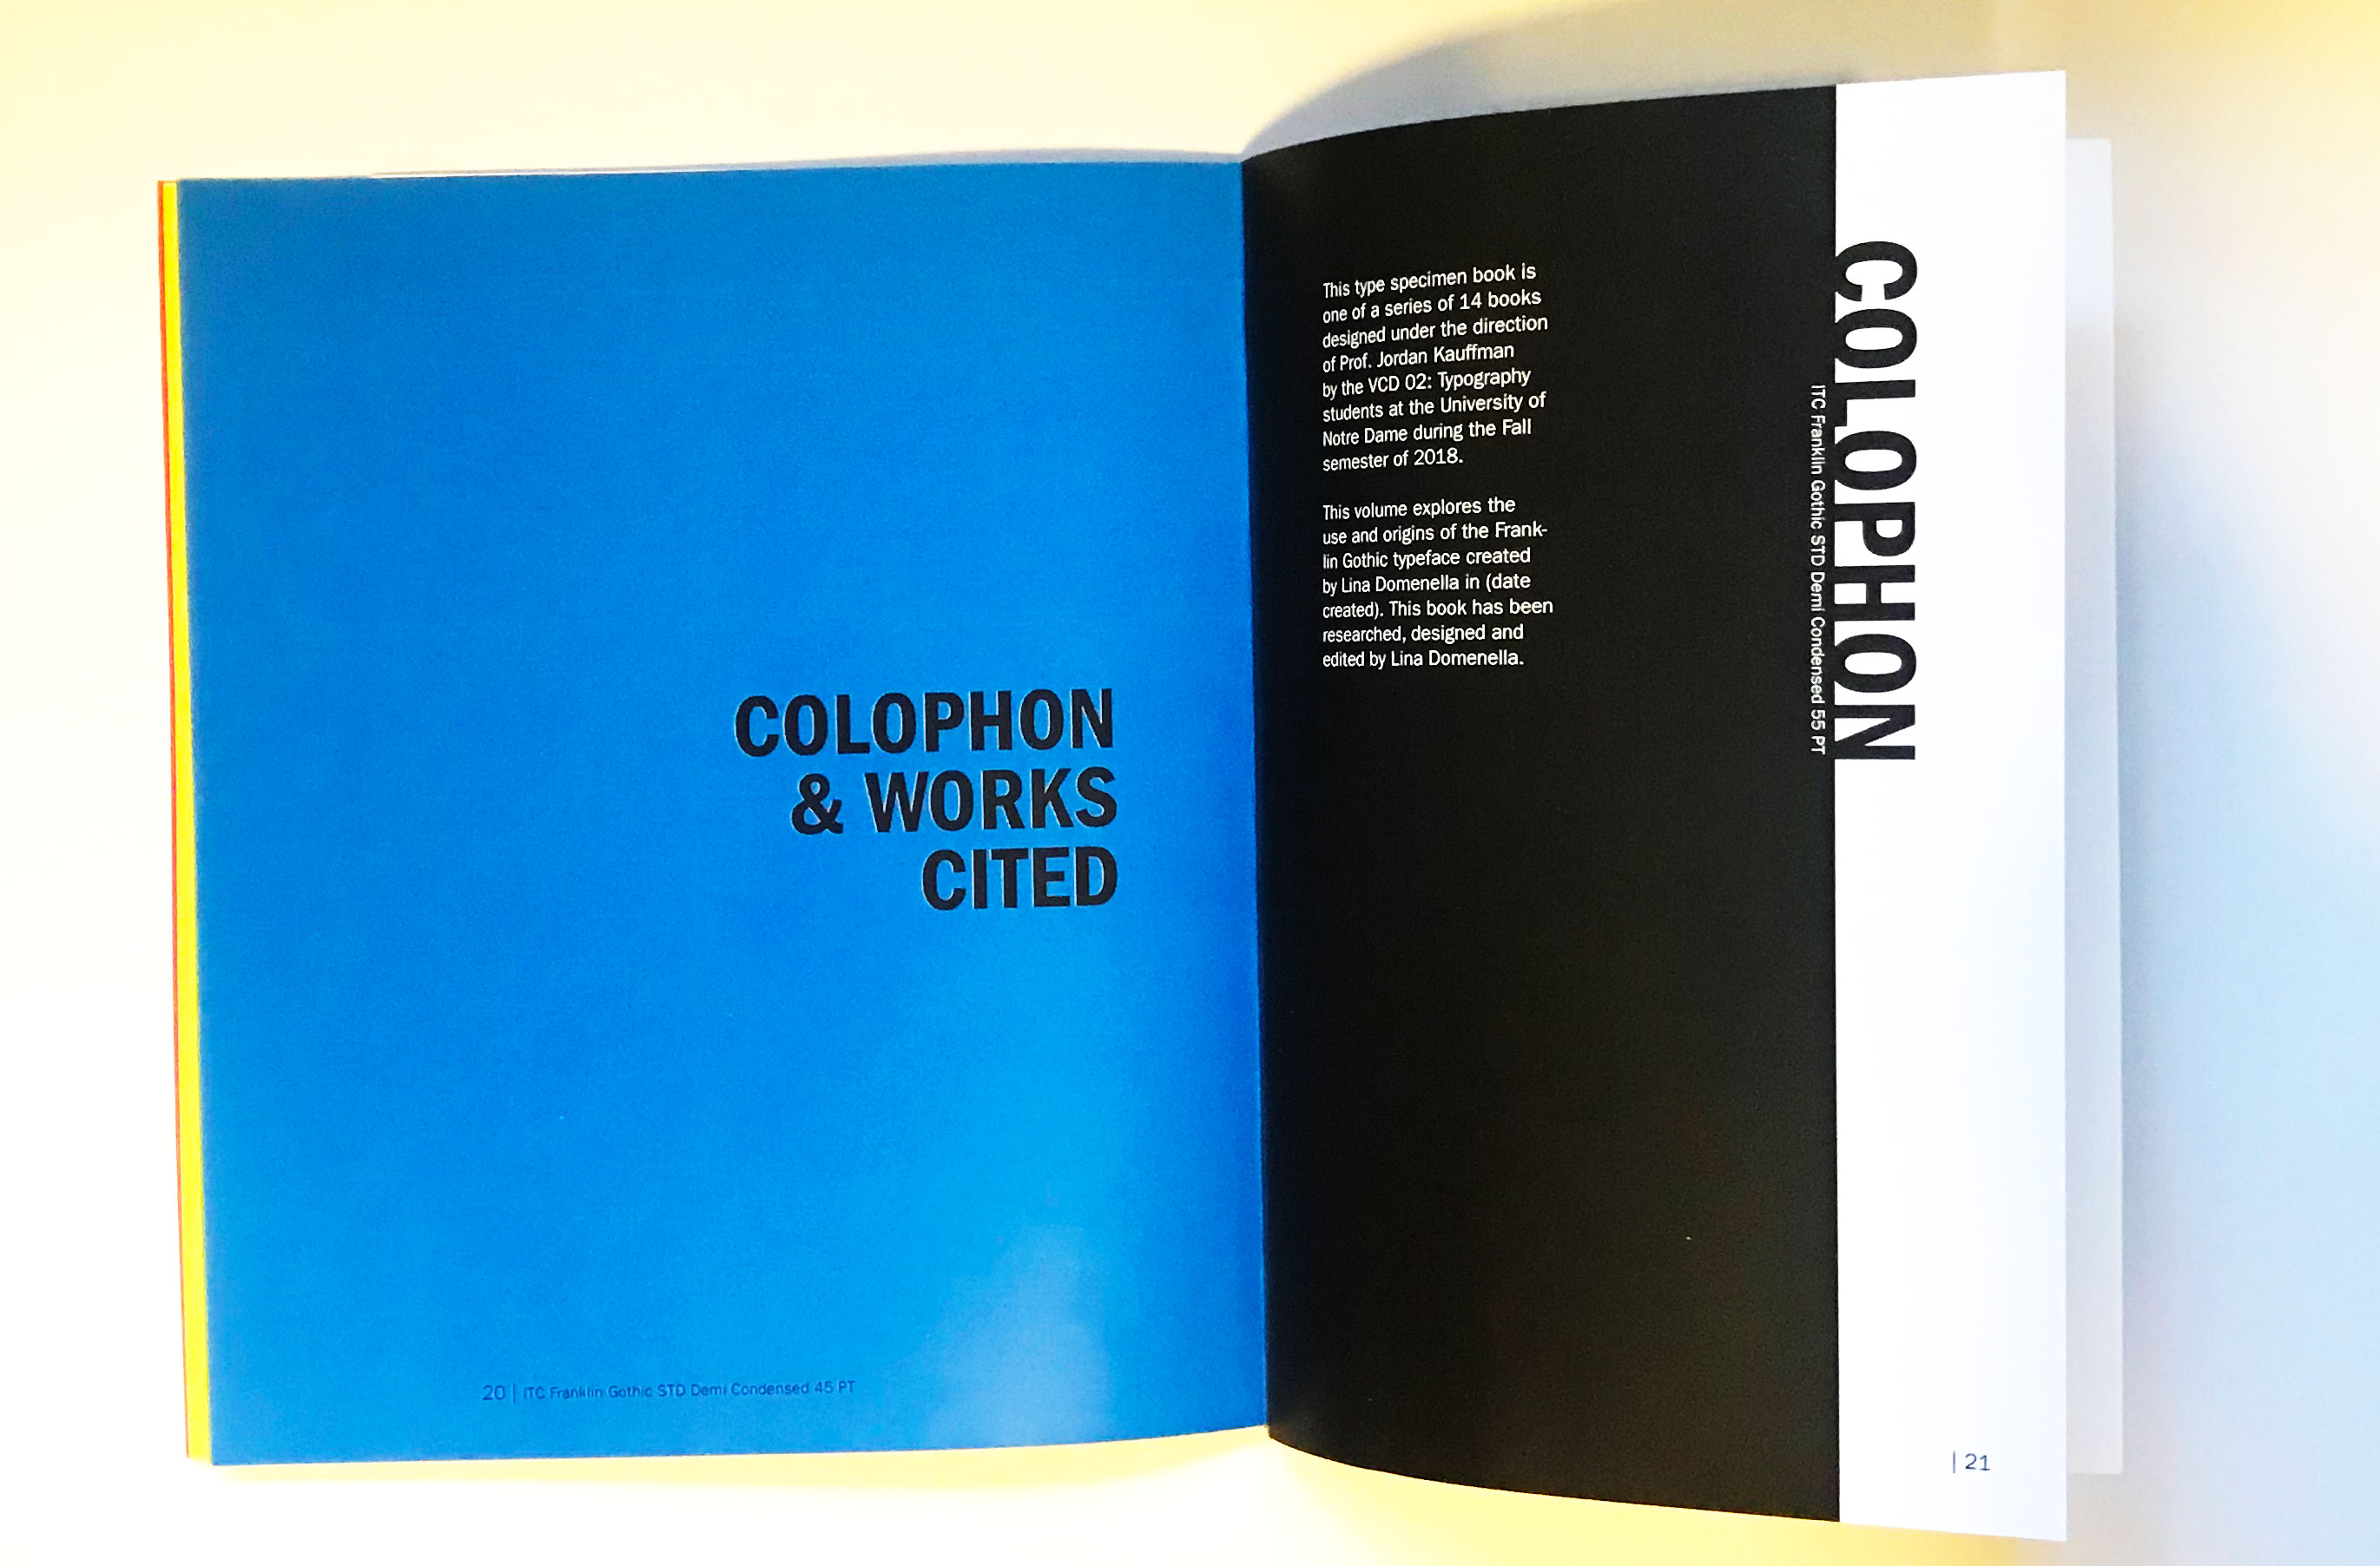 COLOPHON
& WORKS
CITED
20 | ITC Franklin Gothic STD Demi Condensed 45 PT
This type specimen book is
one of a series of 14 books
designed under the direction
of Prof. Jordan Kauffman
by the VCD 02: Typography
students at the University of
Notre Dame during the Fall
semester of 2018.
This volume explores the
use and origins of the Frank-
lin Gothic typeface created
by Lina Domenella in (date
created). This book has been
researched, designed and
edited by Lina Domenella.
COLOPHON
ITC Franklin Gothic STD Demi Condensed 55 PT
| 21